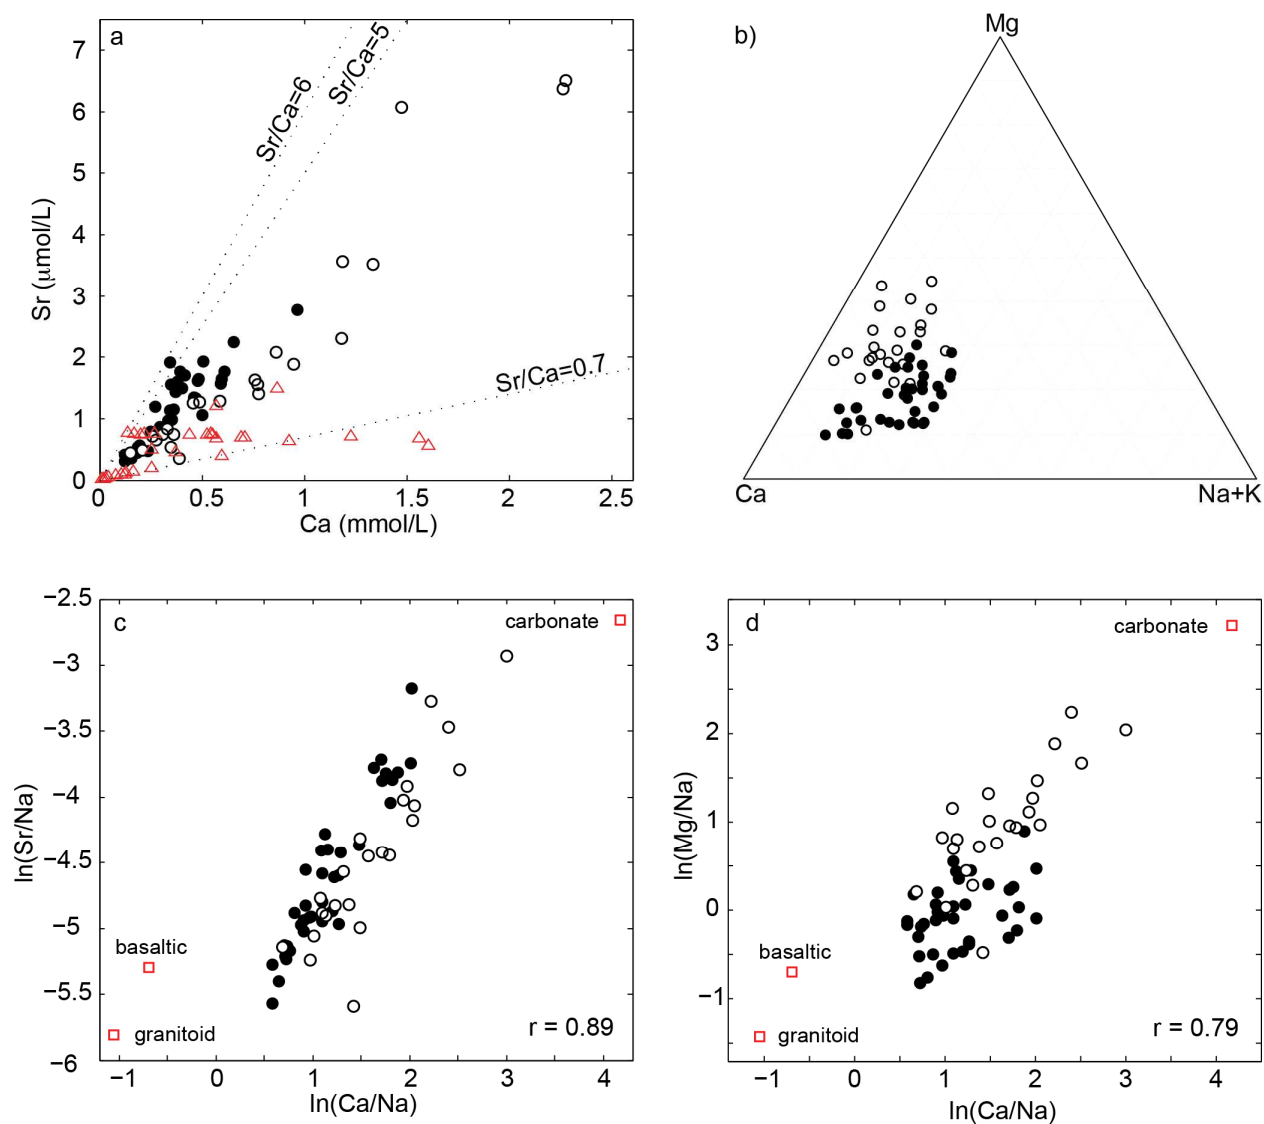 a
7
6
5
4
3
2
1
0
Sr (μmol/L)
Sr/Ca=6
Sr/Ca=5
Sr/Ca=0.7
0
0.5
1
1.5
2
2.5
Ca (mmol/L)
b)
Mg
Ca
Na+K
c
−2.5
−3
−3.5
−4
−4.5
−5
−5.5
−6
ln(Sr/Na)
carbonate
basaltic
granitoid
r = 0.89
−1
0
1
2
3
4
ln(Ca/Na)
d
3
2
1
0
−1
ln(Mg/Na)
carbonate
basaltic
granitoid
r = 0.79
−1
0
1
2
3
4
ln(Ca/Na)